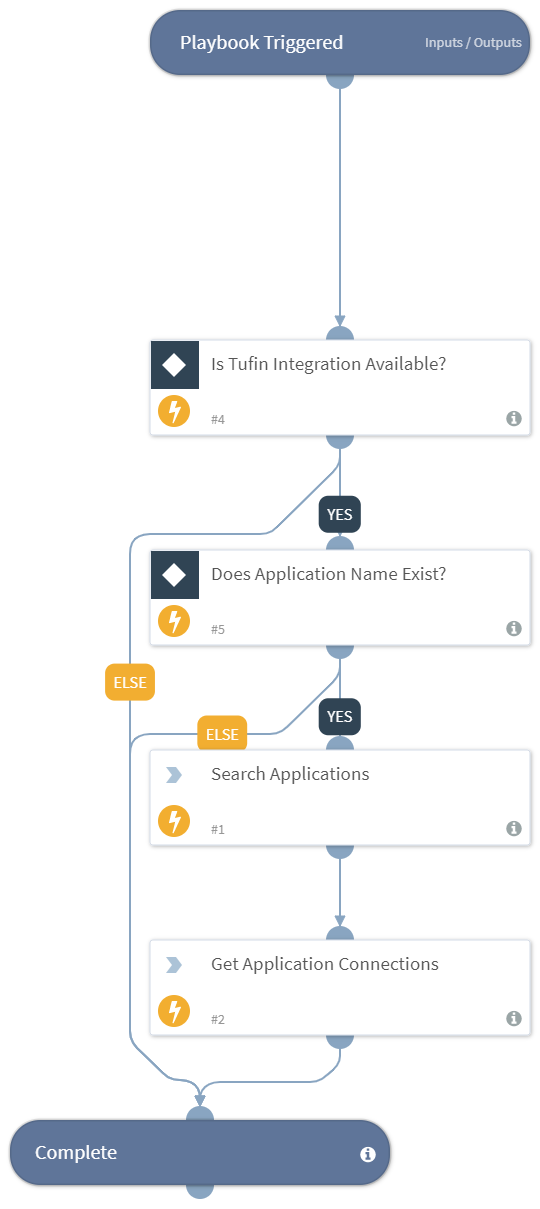 Playbook Triggered Inputs / Outputs
Is Tufin Integration Available?
#4
YES
Does Application Name Exist?
#5
ELSE
YES
ELSE
Search Applications
#1
Get Application Connections
#2
Complete